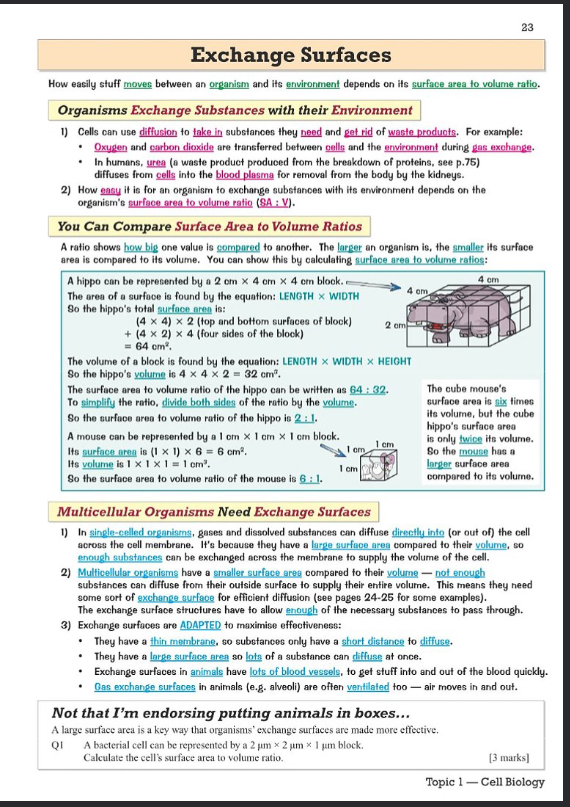 23
Exchange Surfaces
How easily stuff moves between an organism and its environment depends on its surface area to volume ratio.
Organisms Exchange Substances with their Environment
1) Cells can use diffusion to take in substances they need and get rid of waste products. For example:
• Oxygen and carbon dioxide are transferred between cells and the environment during gas exchange.
• In humans, urea (a waste product produced from the breakdown of proteins, see p.75)
diffuses from cells into the blood plasma for removal from the body by the kidneys.
2) How easy it is for an organism to exchange substances with its environment depends on the
organism's surface area to volume ratio (SA : V).
You Can Compare Surface Area to Volume Ratios
A ratio shows how big one value is compared to another. The larger an organism is, the smaller its surface
area is compared to its volume. You can show this by calculating surface area to volume ratios:
A hippo can be represented by a 2 cm × 4 cm × 4 cm block.
The area of a surface is found by the equation: LENGTH × WIDTH
So the hippo's total surface area is:
(4 × 4) × 2 (top and bottom surfaces of block)
+ (4 × 2) × 4 (four sides of the block)
= 64 cm².
4 cm
4 cm
2 cm
The volume of a block is found by the equation: LENGTH × WIDTH × HEIGHT
So the hippo's volume is 4 × 4 × 2 = 32 cm³.
The surface area to volume ratio of the hippo can be written as 64 : 32.
To simplify the ratio, divide both sides of the ratio by the volume.
So the surface area to volume ratio of the hippo is 2 : 1.
A mouse can be represented by a 1 cm × 1 cm × 1 cm block.
Its surface area is (1 × 1) × 6 = 6 cm².
Its volume is 1 × 1 × 1 = 1 cm³.
So the surface area to volume ratio of the mouse is 6 : 1.
1 cm
1 cm
1 cm
The cube mouse's
surface area is six times
its volume, but the cube
hippo's surface area
is only twice its volume.
So the mouse has a
larger surface area
compared to its volume.
Multicellular Organisms Need Exchange Surfaces
1) In single-celled organisms, gases and dissolved substances can diffuse directly into (or out of) the cell
across the cell membrane. It's because they have a large surface area compared to their volume, so
enough substances can be exchanged across the membrane to supply the volume of the cell.
2) Multicellular organisms have a smaller surface area compared to their volume — not enough
substances can diffuse from their outside surface to supply their entire volume. This means they need
some sort of exchange surface for efficient diffusion (see pages 24-25 for some examples).
The exchange surface structures have to allow enough of the necessary substances to pass through.
3) Exchange surfaces are ADAPTED to maximise effectiveness:
• They have a thin membrane, so substances only have a short distance to diffuse.
• They have a large surface area so lots of a substance can diffuse at once.
• Exchange surfaces in animals have lots of blood vessels, to get stuff into and out of the blood quickly.
• Gas exchange surfaces in animals (e.g. alveoli) are often ventilated too — air moves in and out.
Not that I'm endorsing putting animals in boxes...
A large surface area is a key way that organisms' exchange surfaces are made more effective.
Q1 A bacterial cell can be represented by a 2 μm × 2 μm × 1 μm block.
Calculate the cell's surface area to volume ratio. [3 marks]
Topic 1 — Cell Biology